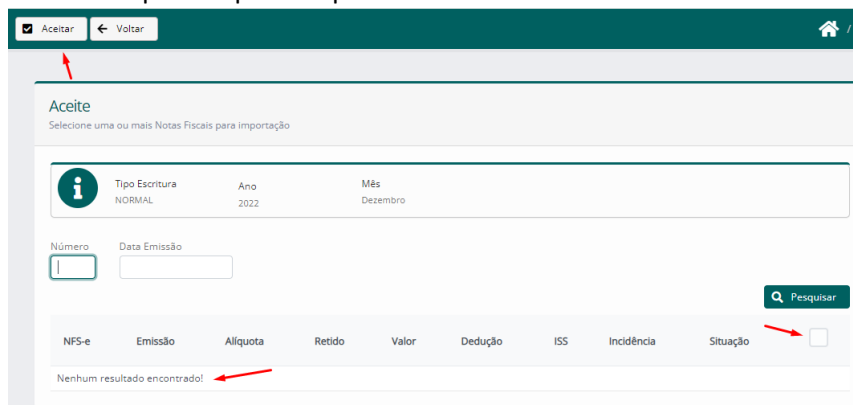 Aceitar Voltar /
Aceite
Selecione uma ou mais Notas Fiscais para importação
Tipo Escritura Ano Mês
NORMAL 2022 Dezembro
Número Data Emissão
Pesquisar
NFS-e Emissão Alíquota Retido Valor Dedução ISS Incidência Situação
Nenhum resultado encontrado!